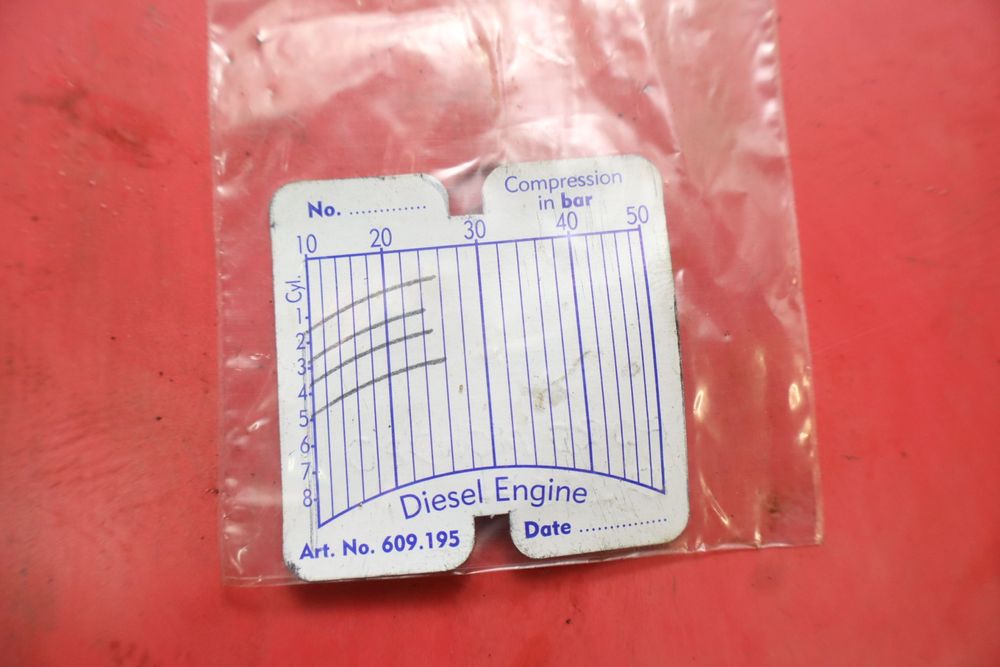 No. ..............
Compression
in bar
10 20 30 40 50
Cyl.
1
2
3
4
5
6
7
8
Diesel Engine
Art. No. 609.195
Date ...............